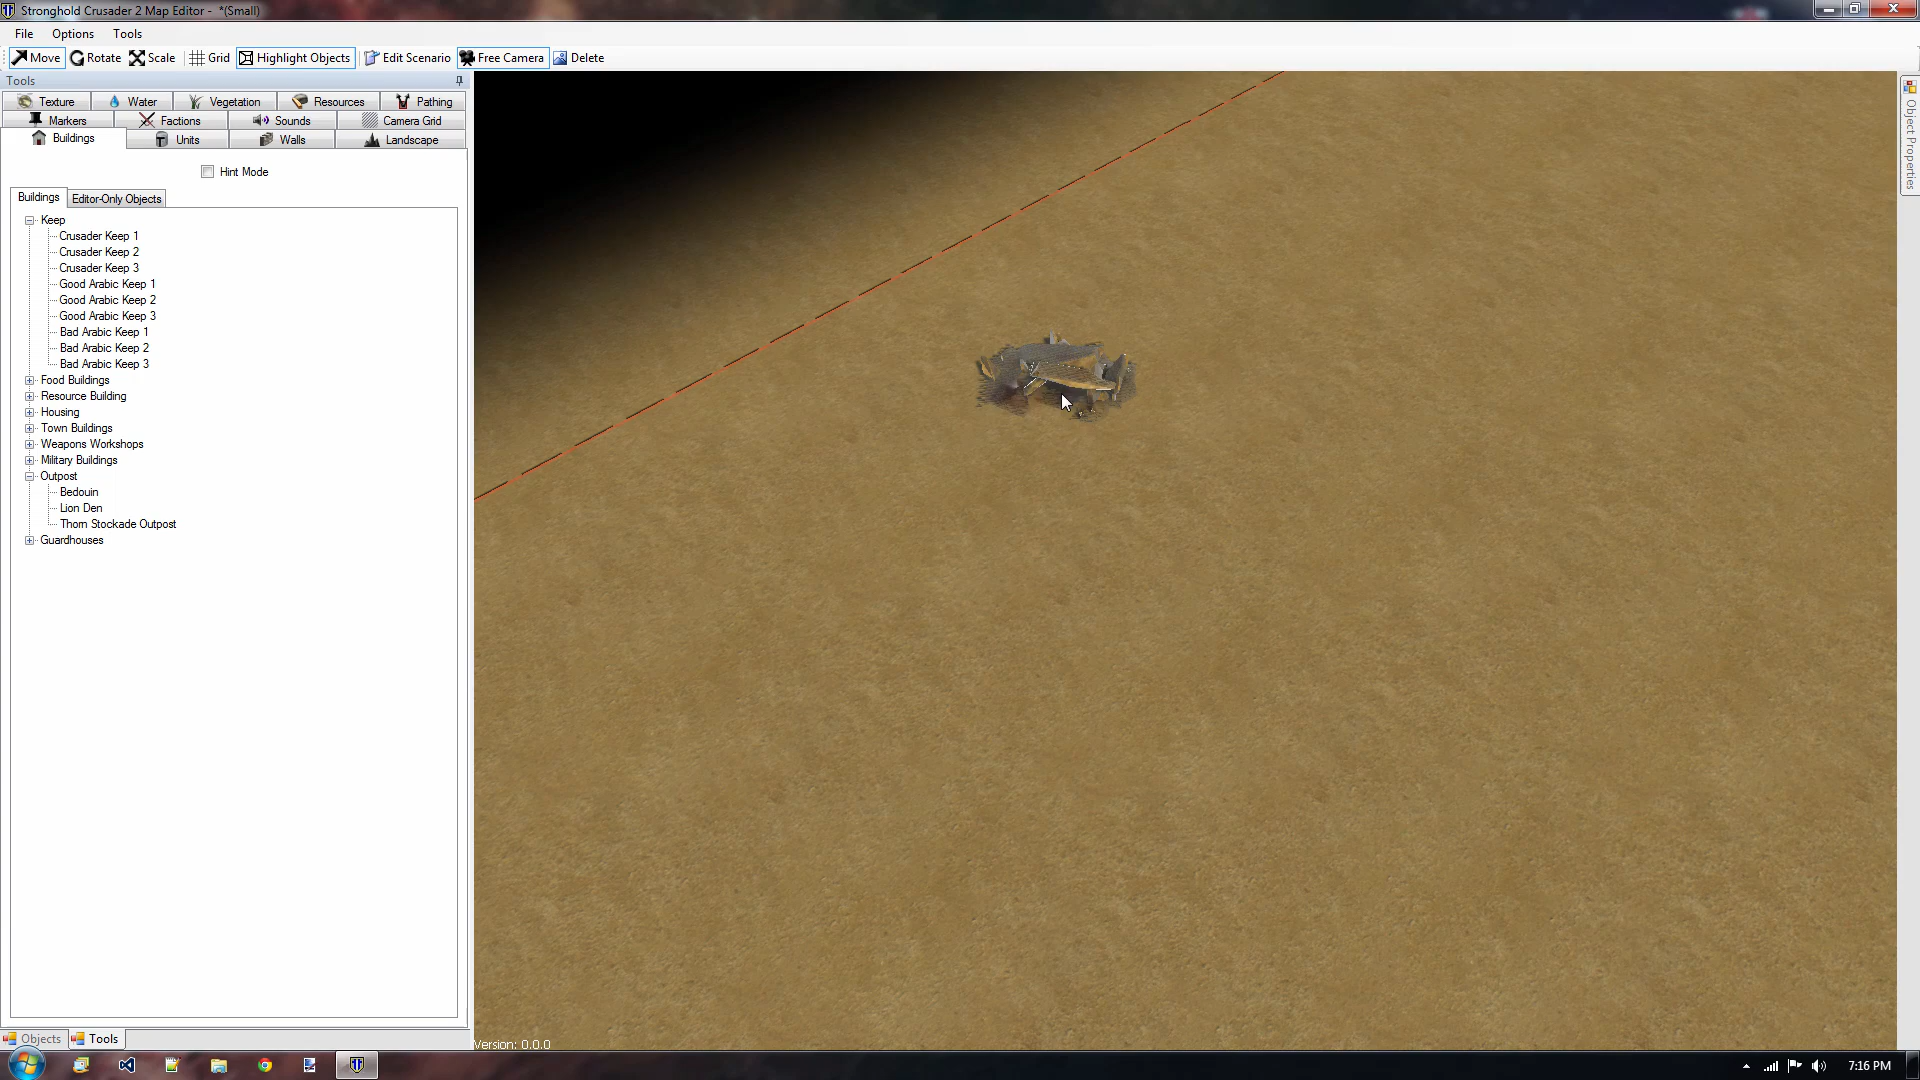 Stronghold Crusader 2 Map Editor - *(Small)
File Options Tools
Move Rotate Scale Grid Highlight Objects Edit Scenario Free Camera Delete
Tools
Texture Water Vegetation Resources Pathing
Markers Factions Sounds Camera Grid
Buildings Units Walls Landscape
Hint Mode
Buildings Editor-Only Objects
Keep
Crusader Keep 1
Crusader Keep 2
Crusader Keep 3
Good Arabic Keep 1
Good Arabic Keep 2
Good Arabic Keep 3
Bad Arabic Keep 1
Bad Arabic Keep 2
Bad Arabic Keep 3
Food Buildings
Resource Building
Housing
Town Buildings
Weapons Workshops
Military Buildings
Outpost
Bedouin
Lion Den
Thorn Stockade Outpost
Guardhouses
Object Properties
Objects Tools
Version: 0.0.0
7:16 PM